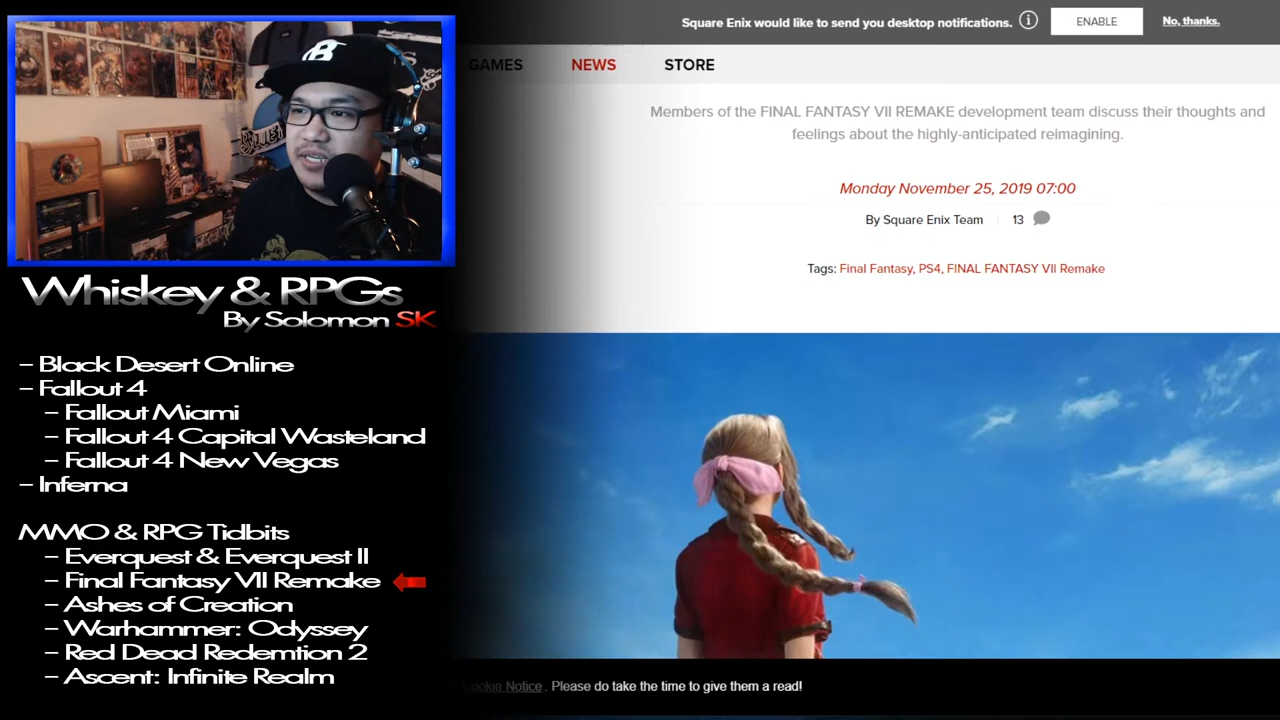 Square Enix would like to send you desktop notifications. ENABLE No, thanks.
GAMES NEWS STORE
Members of the FINAL FANTASY VII REMAKE development team discuss their thoughts and
feelings about the highly-anticipated reimagining.
Monday November 25, 2019 07:00
By Square Enix Team 13
Tags: Final Fantasy, PS4, FINAL FANTASY VII Remake
Whiskey & RPGs
By Solomon SK
- Black Desert Online
- Fallout 4
- Fallout Miami
- Fallout 4 Capital Wasteland
- Fallout 4 New Vegas
- Inferna
MMO & RPG Tidbits
- Everquest & Everquest II
- Final Fantasy VII Remake
- Ashes of Creation
- Warhammer: Odyssey
- Red Dead Redemtion 2
- Ascent: Infinite Realm
Cookie Notice . Please do take the time to give them a read!